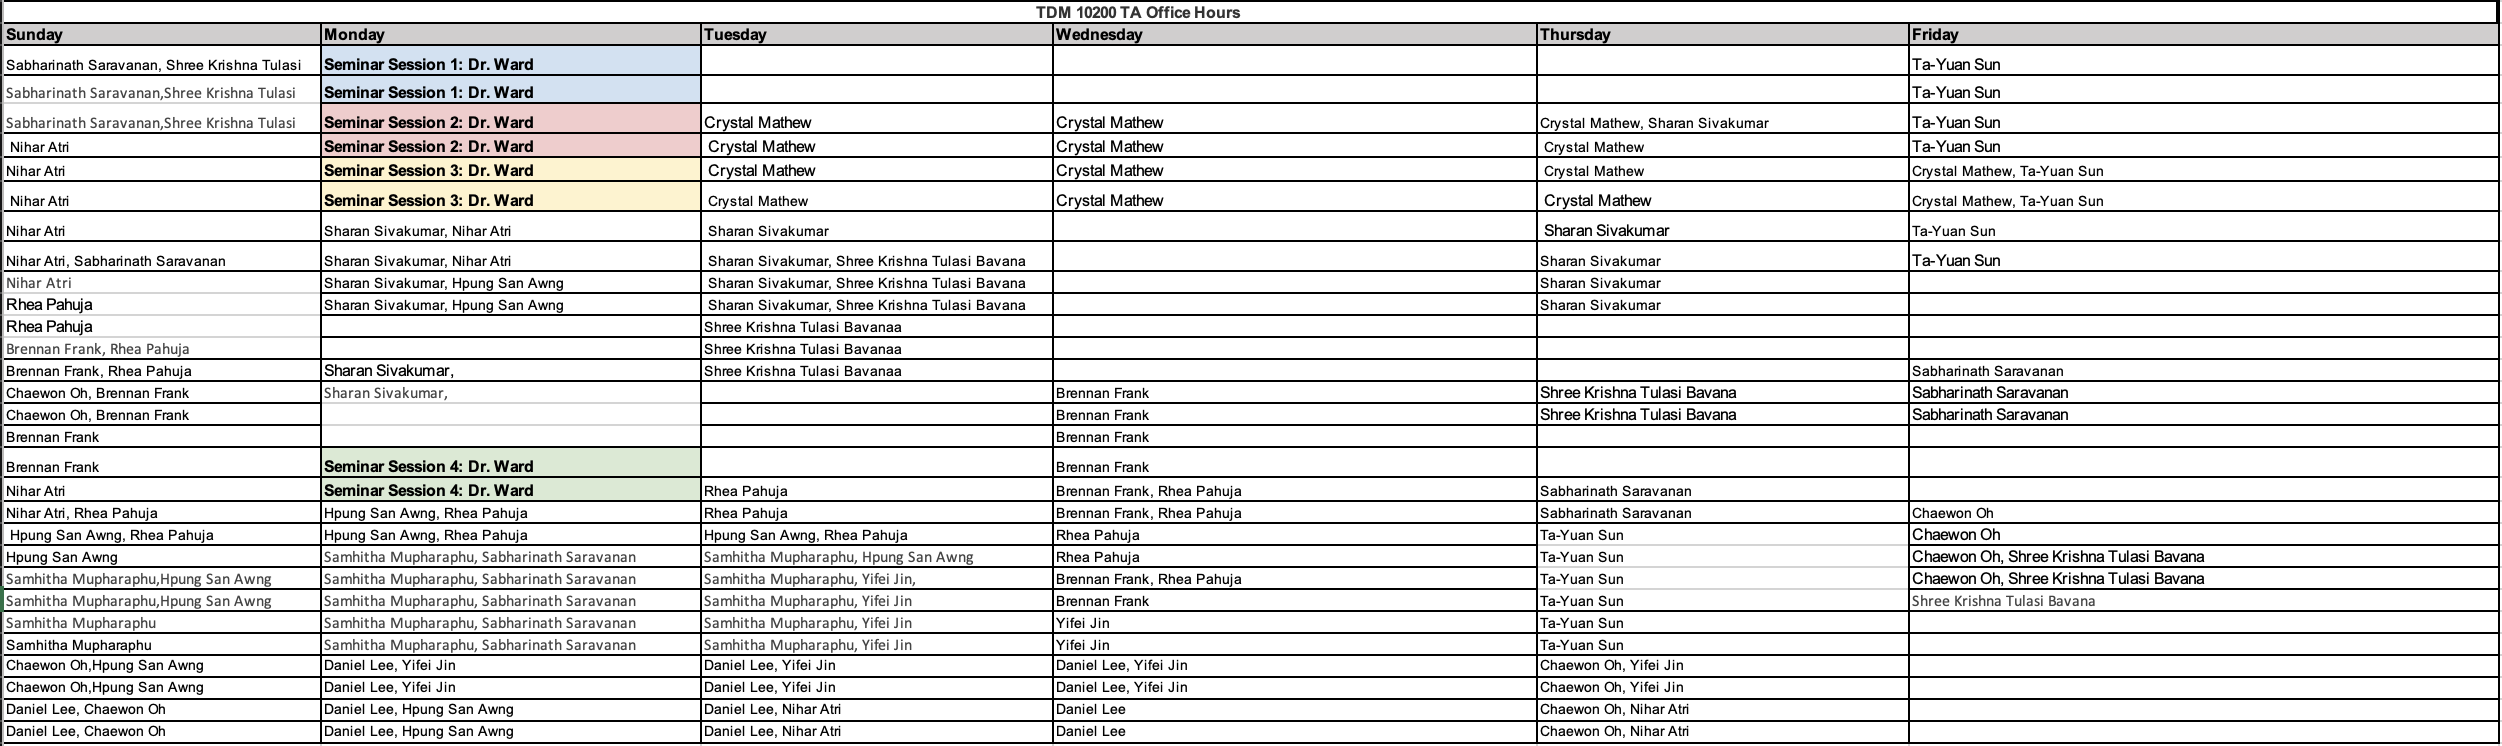 TDM 10200 TA Office Hours
Sunday Monday Tuesday Wednesday Thursday Friday
Sabharinath Saravanan, Shree Krishna Tulasi Seminar Session 1: Dr. Ward Ta-Yuan Sun
Sabharinath Saravanan,Shree Krishna Tulasi Seminar Session 1: Dr. Ward Ta-Yuan Sun
Sabharinath Saravanan,Shree Krishna Tulasi Seminar Session 2: Dr. Ward Crystal Mathew Crystal Mathew Crystal Mathew, Sharan Sivakumar Ta-Yuan Sun
Nihar Atri Seminar Session 2: Dr. Ward Crystal Mathew Crystal Mathew Crystal Mathew Ta-Yuan Sun
Nihar Atri Seminar Session 3: Dr. Ward Crystal Mathew Crystal Mathew Crystal Mathew Crystal Mathew, Ta-Yuan Sun
Nihar Atri Seminar Session 3: Dr. Ward Crystal Mathew Crystal Mathew Crystal Mathew Crystal Mathew, Ta-Yuan Sun
Nihar Atri Sharan Sivakumar, Nihar Atri Sharan Sivakumar Sharan Sivakumar Ta-Yuan Sun
Nihar Atri, Sabharinath Saravanan Sharan Sivakumar, Nihar Atri Sharan Sivakumar, Shree Krishna Tulasi Bavana Sharan Sivakumar Ta-Yuan Sun
Nihar Atri Sharan Sivakumar, Hpung San Awng Sharan Sivakumar, Shree Krishna Tulasi Bavana Sharan Sivakumar
Rhea Pahuja Sharan Sivakumar, Hpung San Awng Sharan Sivakumar, Shree Krishna Tulasi Bavana Sharan Sivakumar
Rhea Pahuja Shree Krishna Tulasi Bavanaa
Brennan Frank, Rhea Pahuja Shree Krishna Tulasi Bavanaa
Brennan Frank, Rhea Pahuja Sharan Sivakumar, Shree Krishna Tulasi Bavanaa Sabharinath Saravanan
Chaewon Oh, Brennan Frank Sharan Sivakumar, Brennan Frank Shree Krishna Tulasi Bavana Sabharinath Saravanan
Chaewon Oh, Brennan Frank Brennan Frank Shree Krishna Tulasi Bavana Sabharinath Saravanan
Brennan Frank Brennan Frank
Brennan Frank Seminar Session 4: Dr. Ward Brennan Frank
Nihar Atri Seminar Session 4: Dr. Ward Rhea Pahuja Brennan Frank, Rhea Pahuja Sabharinath Saravanan
Nihar Atri, Rhea Pahuja Hpung San Awng, Rhea Pahuja Rhea Pahuja Brennan Frank, Rhea Pahuja Sabharinath Saravanan Chaewon Oh
Hpung San Awng, Rhea Pahuja Hpung San Awng, Rhea Pahuja Hpung San Awng, Rhea Pahuja Rhea Pahuja Ta-Yuan Sun Chaewon Oh
Hpung San Awng Samhitha Mupharaphu, Sabharinath Saravanan Samhitha Mupharaphu, Hpung San Awng Rhea Pahuja Ta-Yuan Sun Chaewon Oh, Shree Krishna Tulasi Bavana
Samhitha Mupharaphu,Hpung San Awng Samhitha Mupharaphu, Sabharinath Saravanan Samhitha Mupharaphu, Yifei Jin, Brennan Frank, Rhea Pahuja Ta-Yuan Sun Chaewon Oh, Shree Krishna Tulasi Bavana
Samhitha Mupharaphu,Hpung San Awng Samhitha Mupharaphu, Sabharinath Saravanan Samhitha Mupharaphu, Yifei Jin Brennan Frank Ta-Yuan Sun Shree Krishna Tulasi Bavana
Samhitha Mupharaphu Samhitha Mupharaphu, Sabharinath Saravanan Samhitha Mupharaphu, Yifei Jin Yifei Jin Ta-Yuan Sun
Samhitha Mupharaphu Samhitha Mupharaphu, Sabharinath Saravanan Samhitha Mupharaphu, Yifei Jin Yifei Jin Ta-Yuan Sun
Chaewon Oh,Hpung San Awng Daniel Lee, Yifei Jin Daniel Lee, Yifei Jin Daniel Lee, Yifei Jin Chaewon Oh, Yifei Jin
Chaewon Oh,Hpung San Awng Daniel Lee, Yifei Jin Daniel Lee, Yifei Jin Daniel Lee, Yifei Jin Chaewon Oh, Yifei Jin
Daniel Lee, Chaewon Oh Daniel Lee, Hpung San Awng Daniel Lee, Nihar Atri Daniel Lee Chaewon Oh, Nihar Atri
Daniel Lee, Chaewon Oh Daniel Lee, Hpung San Awng Daniel Lee, Nihar Atri Daniel Lee Chaewon Oh, Nihar Atri